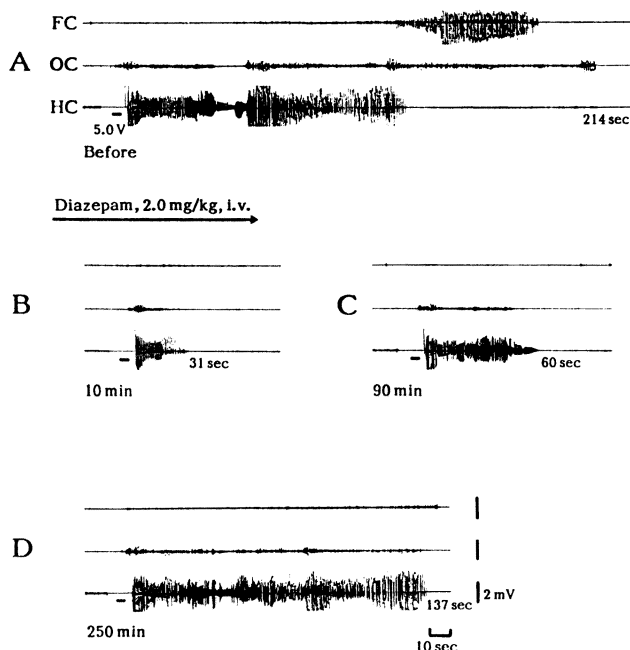 FC
A OC
HC
5.0 V
214 sec
Before
Diazepam, 2.0 mg/kg, i.v.
B
C
31 sec
60 sec
10 min
90 min
D
137 sec
2 mV
250 min
10 sec